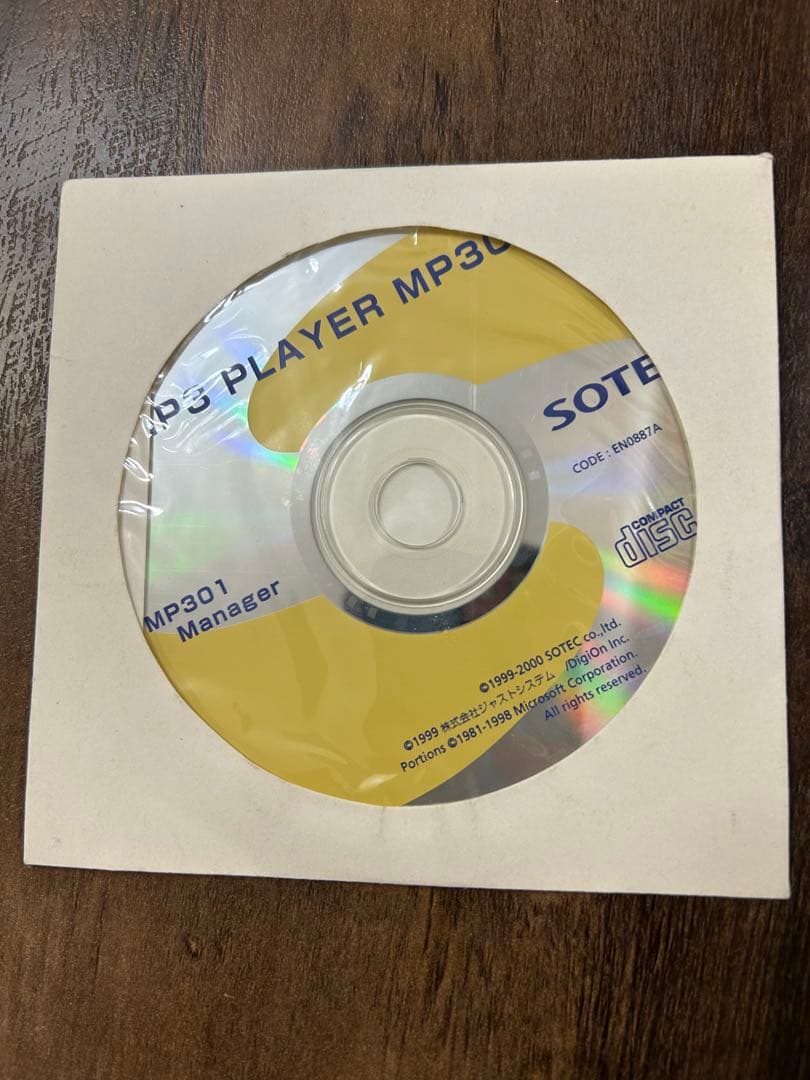 MP3 PLAYER MP30
SOTE
CODE : EN0887A
COMPACT
disc
MP301
Manager
©1999-2000 SOTEC co.,ltd.
©1999 株式会社ジャストシステム /DigiOn Inc.
Portions ©1981-1998 Microsoft Corporation.
All rights reserved.